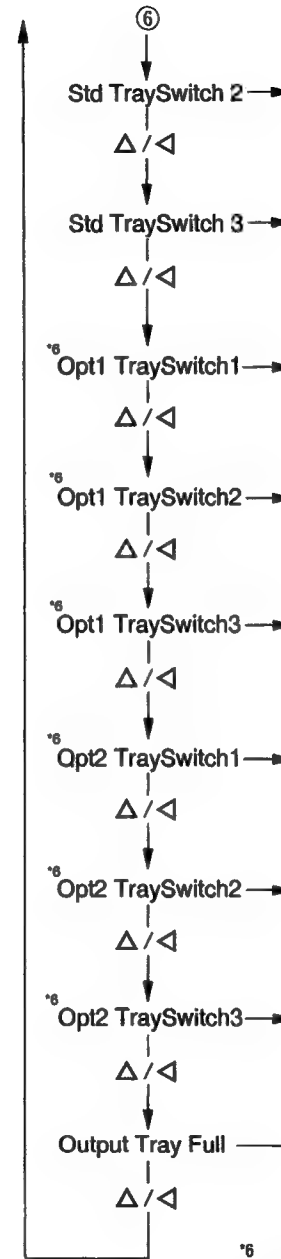 ⑥
Std TraySwitch 2
△ / ◁
Std TraySwitch 3
△ / ◁
*6
Opt1 TraySwitch1
△ / ◁
*6
Opt1 TraySwitch2
△ / ◁
*6
Opt1 TraySwitch3
△ / ◁
*6
Opt2 TraySwitch1
△ / ◁
*6
Opt2 TraySwitch2
△ / ◁
*6
Opt2 TraySwitch3
△ / ◁
Output Tray Full
△ / ◁
*6